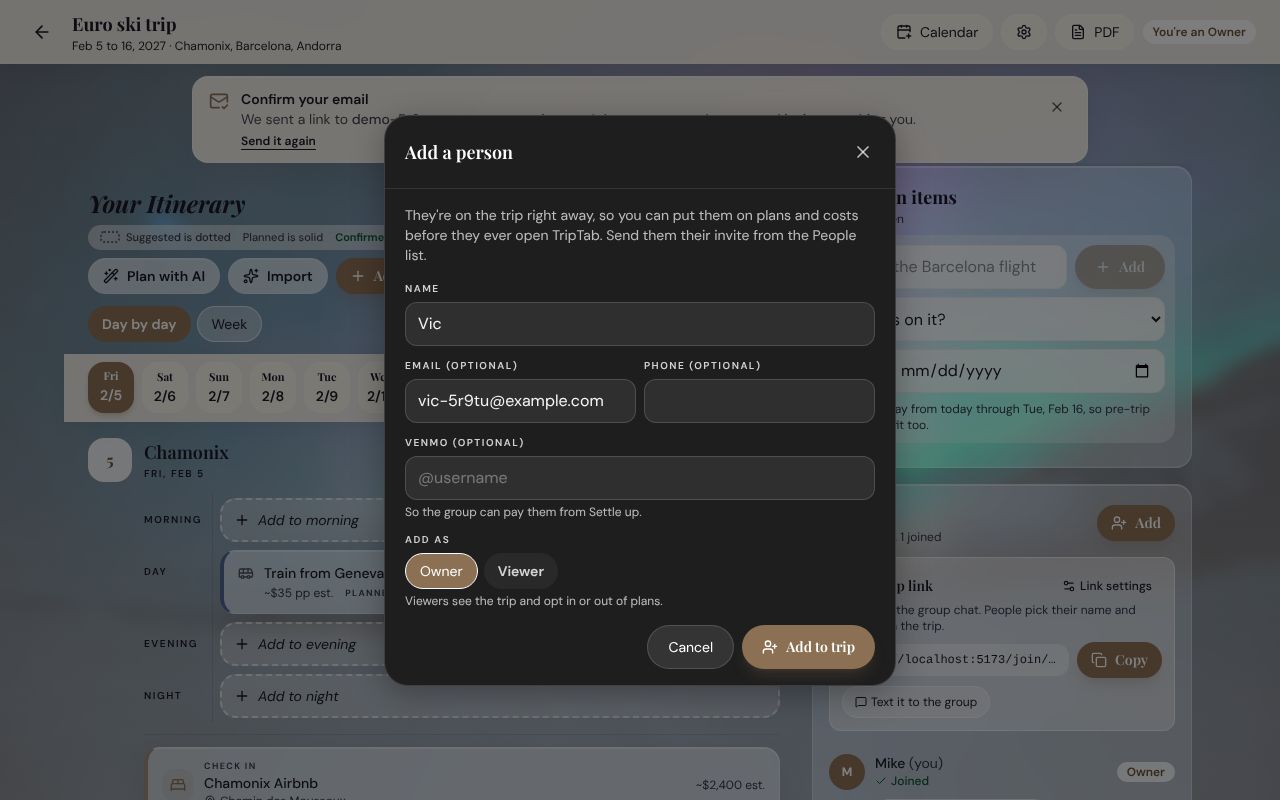 Euro ski trip
Feb 5 to 16, 2027 · Chamonix, Barcelona, Andorra
Calendar
PDF
You're an Owner
Confirm your email
We sent a link to demo-
you.
Send it again
Add a person
They're on the trip right away, so you can put them on plans and costs
before they ever open TripTab. Send them their invite from the People
list.
NAME
Vic
EMAIL (OPTIONAL)
PHONE (OPTIONAL)
vic-5r9tu@example.com
VENMO (OPTIONAL)
@username
So the group can pay them from Settle up.
ADD AS
Owner
Viewer
Viewers see the trip and opt in or out of plans.
Cancel
Add to trip
Your Itinerary
Suggested is dotted
Planned is solid
Confirme
Plan with AI
Import
Day by day
Week
Fri
2/5
Sat
2/6
Sun
2/7
Mon
2/8
Tue
2/9
5
Chamonix
FRI, FEB 5
MORNING
Add to morning
DAY
Train from Geneva
~$35 pp est.
PLANNE
EVENING
Add to evening
NIGHT
Add to night
CHECK IN
Chamonix Airbnb
~$2,400 est.
n items
the Barcelona flight
Add
s on it?
mm/dd/yyyy
ay from today through Tue, Feb 16, so pre-trip
it too.
1 joined
Add
p link
Link settings
the group chat. People pick their name and
the trip.
/localhost:5173/join/…
Copy
Text it to the group
M
Mike (you)
Joined
Owner